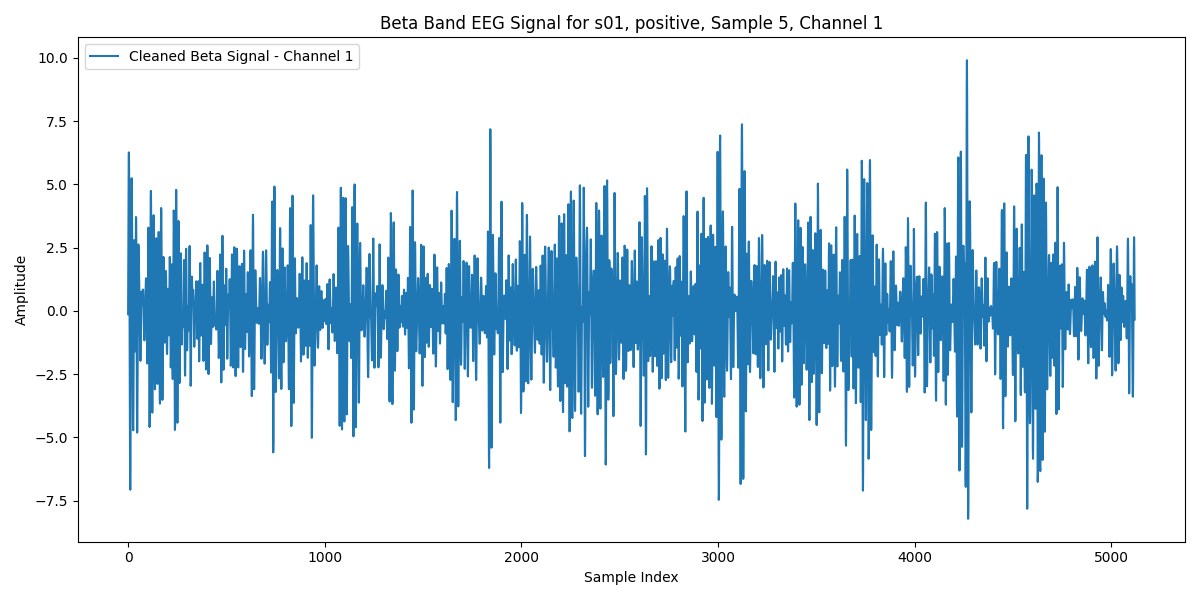 Beta Band EEG Signal for s01, positive, Sample 5, Channel 1
Cleaned Beta Signal - Channel 1
10.0
7.5
5.0
2.5
0.0
−2.5
−5.0
−7.5
Amplitude
0 1000 2000 3000 4000 5000
Sample Index